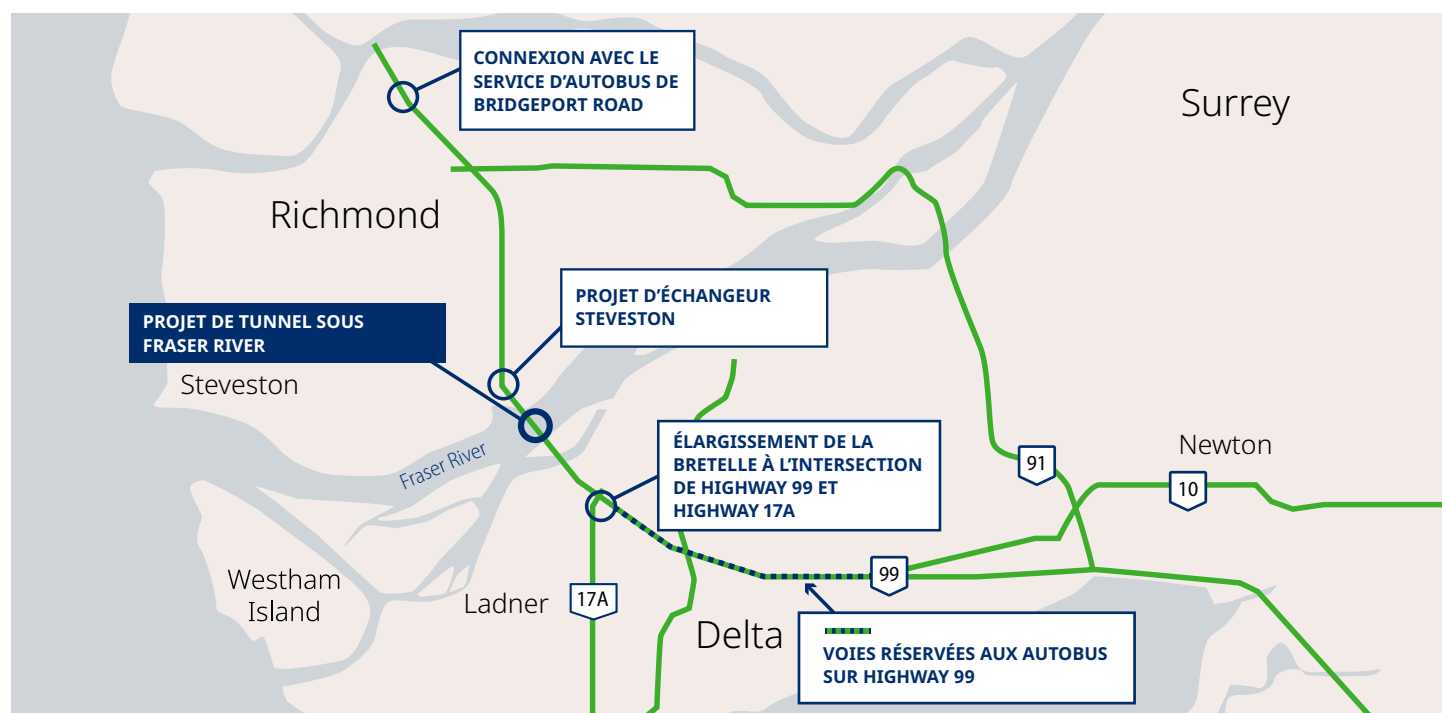 CONNEXION AVEC LE
SERVICE D'AUTOBUS DE
BRIDGEPORT ROAD
Surrey
Richmond
PROJET D'ÉCHANGEUR
STEVESTON
PROJET DE TUNNEL SOUS
FRASER RIVER
Steveston
ÉLARGISSEMENT DE LA
BRETELLE À L'INTERSECTION
DE HIGHWAY 99 ET
HIGHWAY 17A
Fraser River
91
Newton
10
99
Westham
Island
Ladner
17A
Delta
VOIES RÉSERVÉES AUX AUTOBUS
SUR HIGHWAY 99